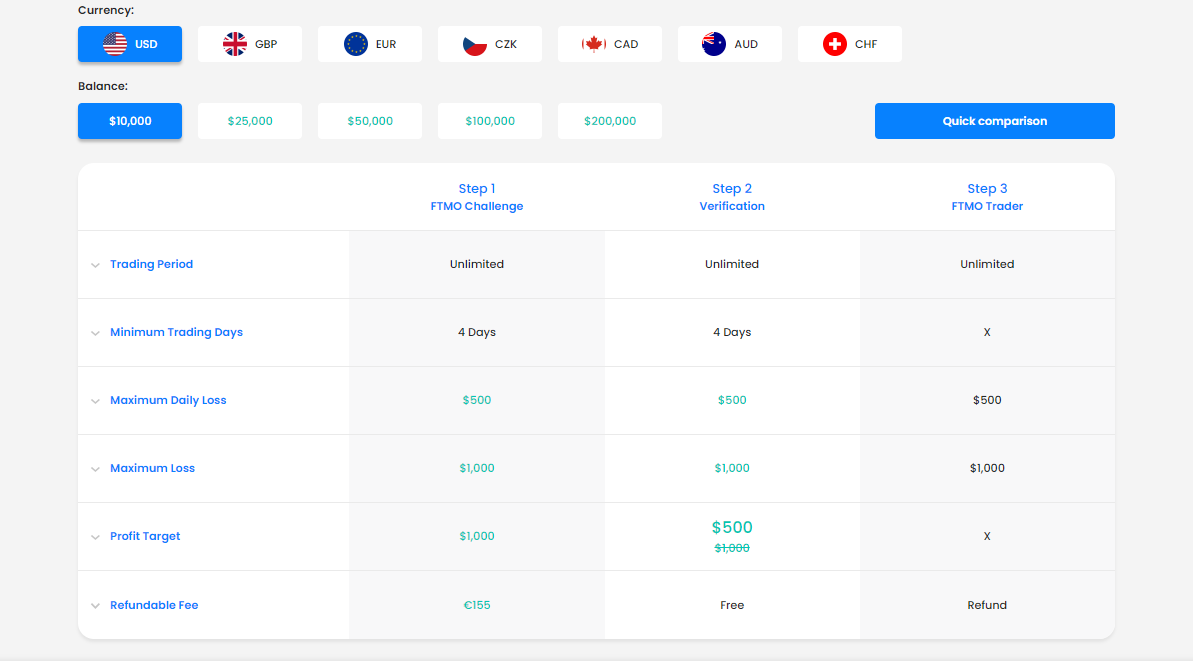 Currency:
USD GBP EUR CZK CAD AUD CHF
Balance:
$10,000 $25,000 $50,000 $100,000 $200,000 Quick comparison
Step 1 Step 2 Step 3
FTMO Challenge Verification FTMO Trader
Trading Period Unlimited Unlimited Unlimited
Minimum Trading Days 4 Days 4 Days X
Maximum Daily Loss $500 $500 $500
Maximum Loss $1,000 $1,000 $1,000
$500
Profit Target $1,000 X
$1,000
Refundable Fee €155 Free Refund